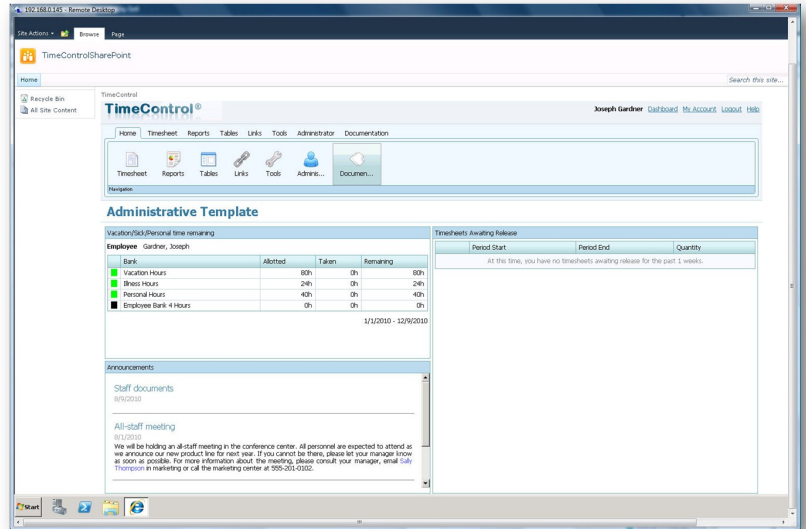 192.168.0.145 - Remote Desktop
Site Actions
Browse
Page
TimeControlSharePoint
Home
Search this site...
Recycle Bin
All Site Content
TimeControl
TimeControl®
Joseph Gardner Dashboard My Account Logout Help
Home Timesheet Reports Tables Links Tools Administrator Documentation
Timesheet Reports Tables Links Tools Adminis... Documen...
Navigation
Administrative Template
Vacation/Sick/Personal time remaining
Employee Gardner, Joseph
Bank Allotted Taken Remaining
Vacation Hours 80h 0h 80h
Illness Hours 24h 0h 24h
Personal Hours 40h 0h 40h
Employee Bank 4 Hours 0h 0h 0h
1/1/2010 - 12/9/2010
Timesheets Awaiting Release
Period Start Period End Quantity
At this time, you have no timesheets awaiting release for the past 1 weeks.
Announcements
Staff documents
8/9/2010
All-staff meeting
8/1/2010
We will be holding an all-staff meeting in the conference center. All personnel are expected to attend as
we announce our new product line for next year. If you cannot be there, please let your manager know
as soon as possible. For more information about the meeting, please consult your manager, email Sally
Thompson in marketing or call the marketing center at 555-201-0102.
Start